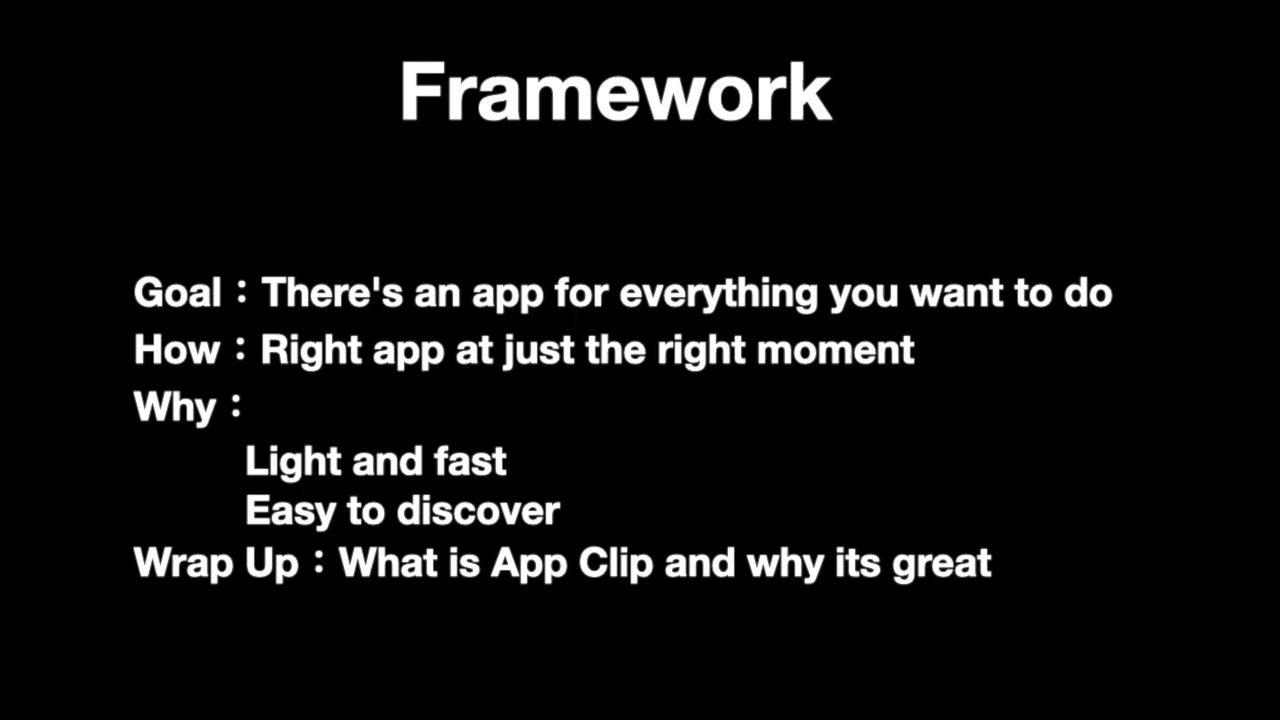 Framework
Goal：There's an app for everything you want to do
How：Right app at just the right moment
Why：
Light and fast
Easy to discover
Wrap Up：What is App Clip and why its great